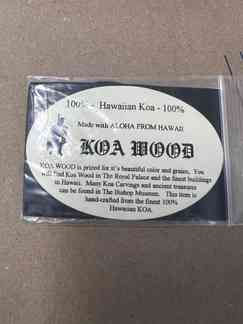 100% - Hawaiian Koa - 100%
Made with ALOHA FROM HAWAII
KOA WOOD
KOA WOOD is prized for it's beautiful color and grains. You
will find Koa Wood in The Royal Palace and the finest buildings
in Hawaii. Many Koa Carvings and ancient treasures
can be found in The Bishop Museum. This item is
hand-crafted from the finest 100%
Hawaiian KOA.